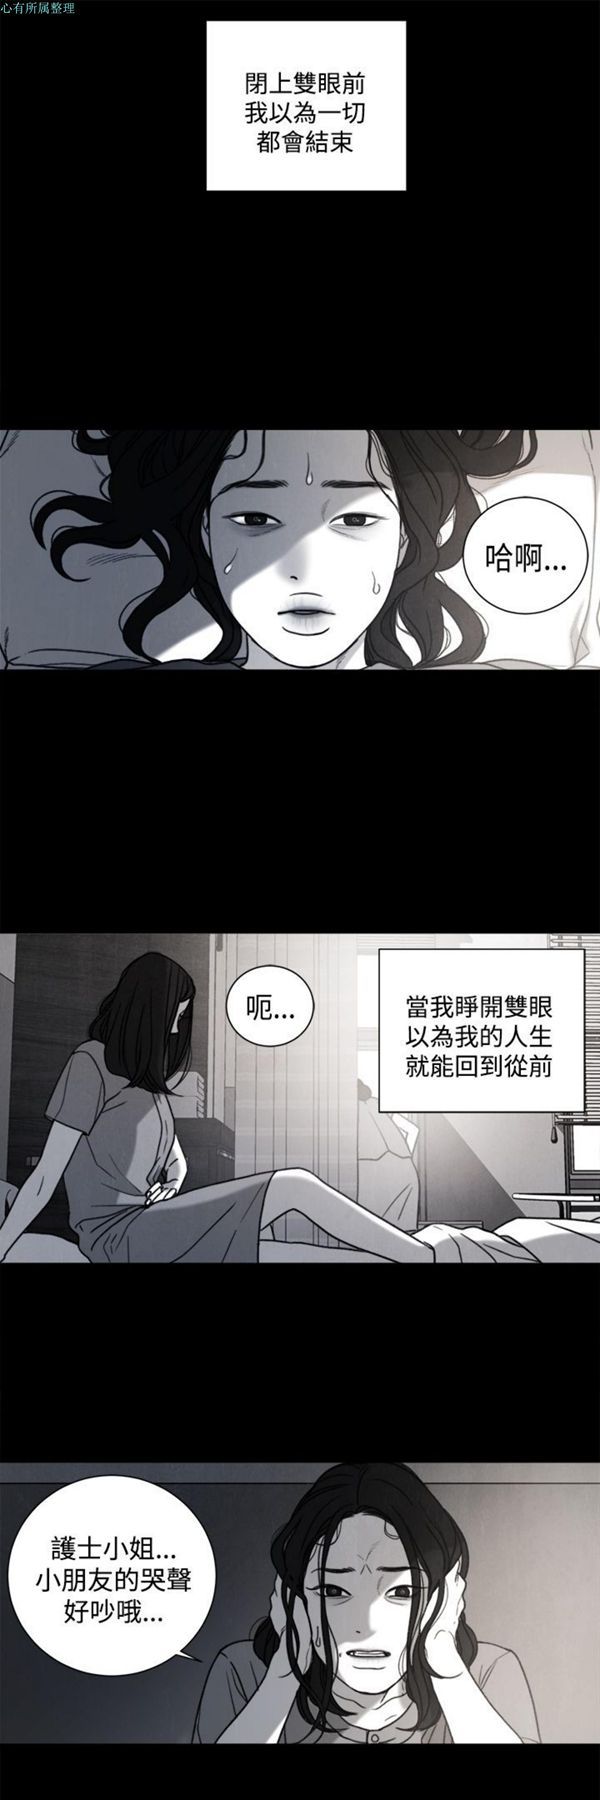 心有所属整理
閉上雙眼前
我以為一切
都會結束
哈啊...
呃...
當我睜開雙眼
以為我的人生
就能回到從前
護士小姐...
小朋友的哭聲
好吵哦...